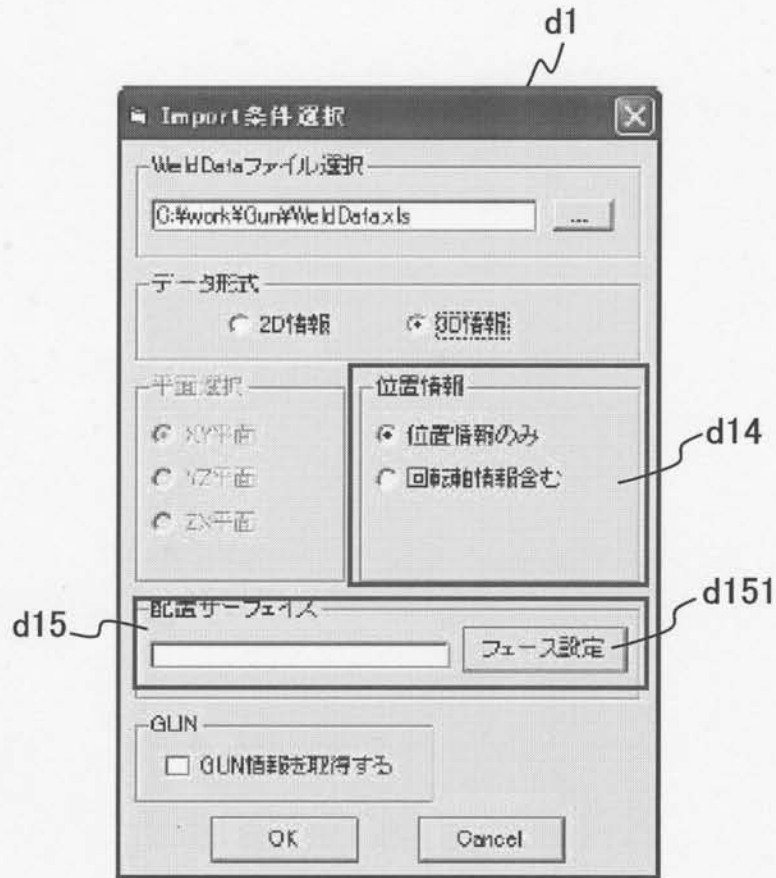 d1
Import条件選択
WeldDataファイル選択
C:¥work¥Gun¥WeldData.xls
...
データ形式
2D情報
3D情報
平面選択
XY平面
YZ平面
ZX平面
位置情報
位置情報のみ
回転軸情報含む
d14
配置サーフェイス
d15
フェース設定
d151
GUN
GUN情報を取得する
OK
Cancel